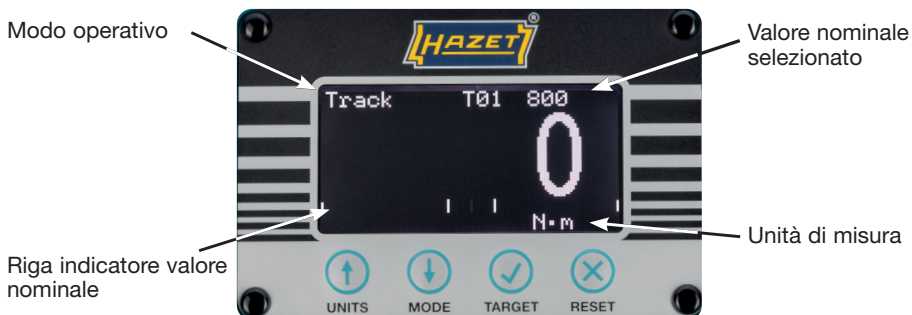 Modo operativo
HAZET®
Valore nominale
selezionato
Track T01 800
0
N·m
Unità di misura
Riga indicatore valore
nominale
UNITS MODE TARGET RESET